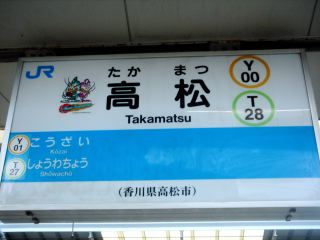 JR
たか まつ
高松
Takamatsu
Y
00
T
28
Y
01
こうざい
Kōzai
T
27
しょうわちょう
Shōwachō
(香川県高松市)